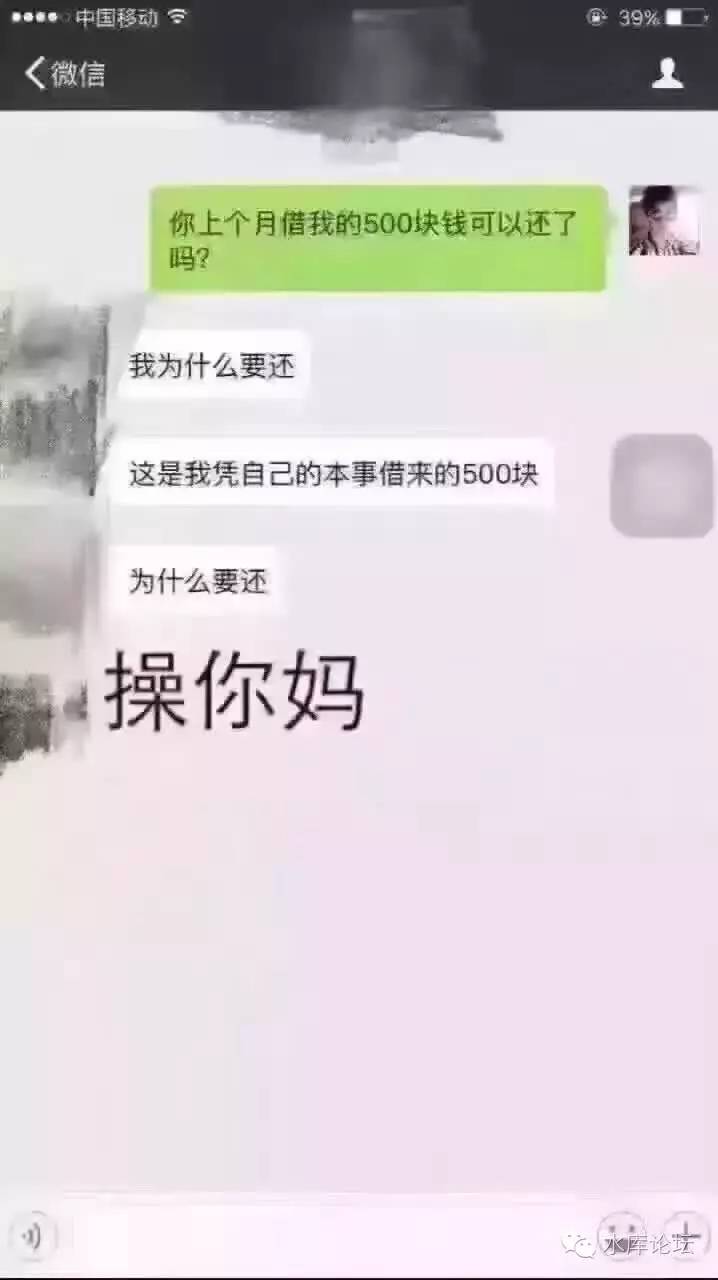 中国移动 39%
微信
你上个月借我的500块钱可以还了
吗?
我为什么要还
这是我凭自己的本事借来的500块
为什么要还
操你妈
水库论坛